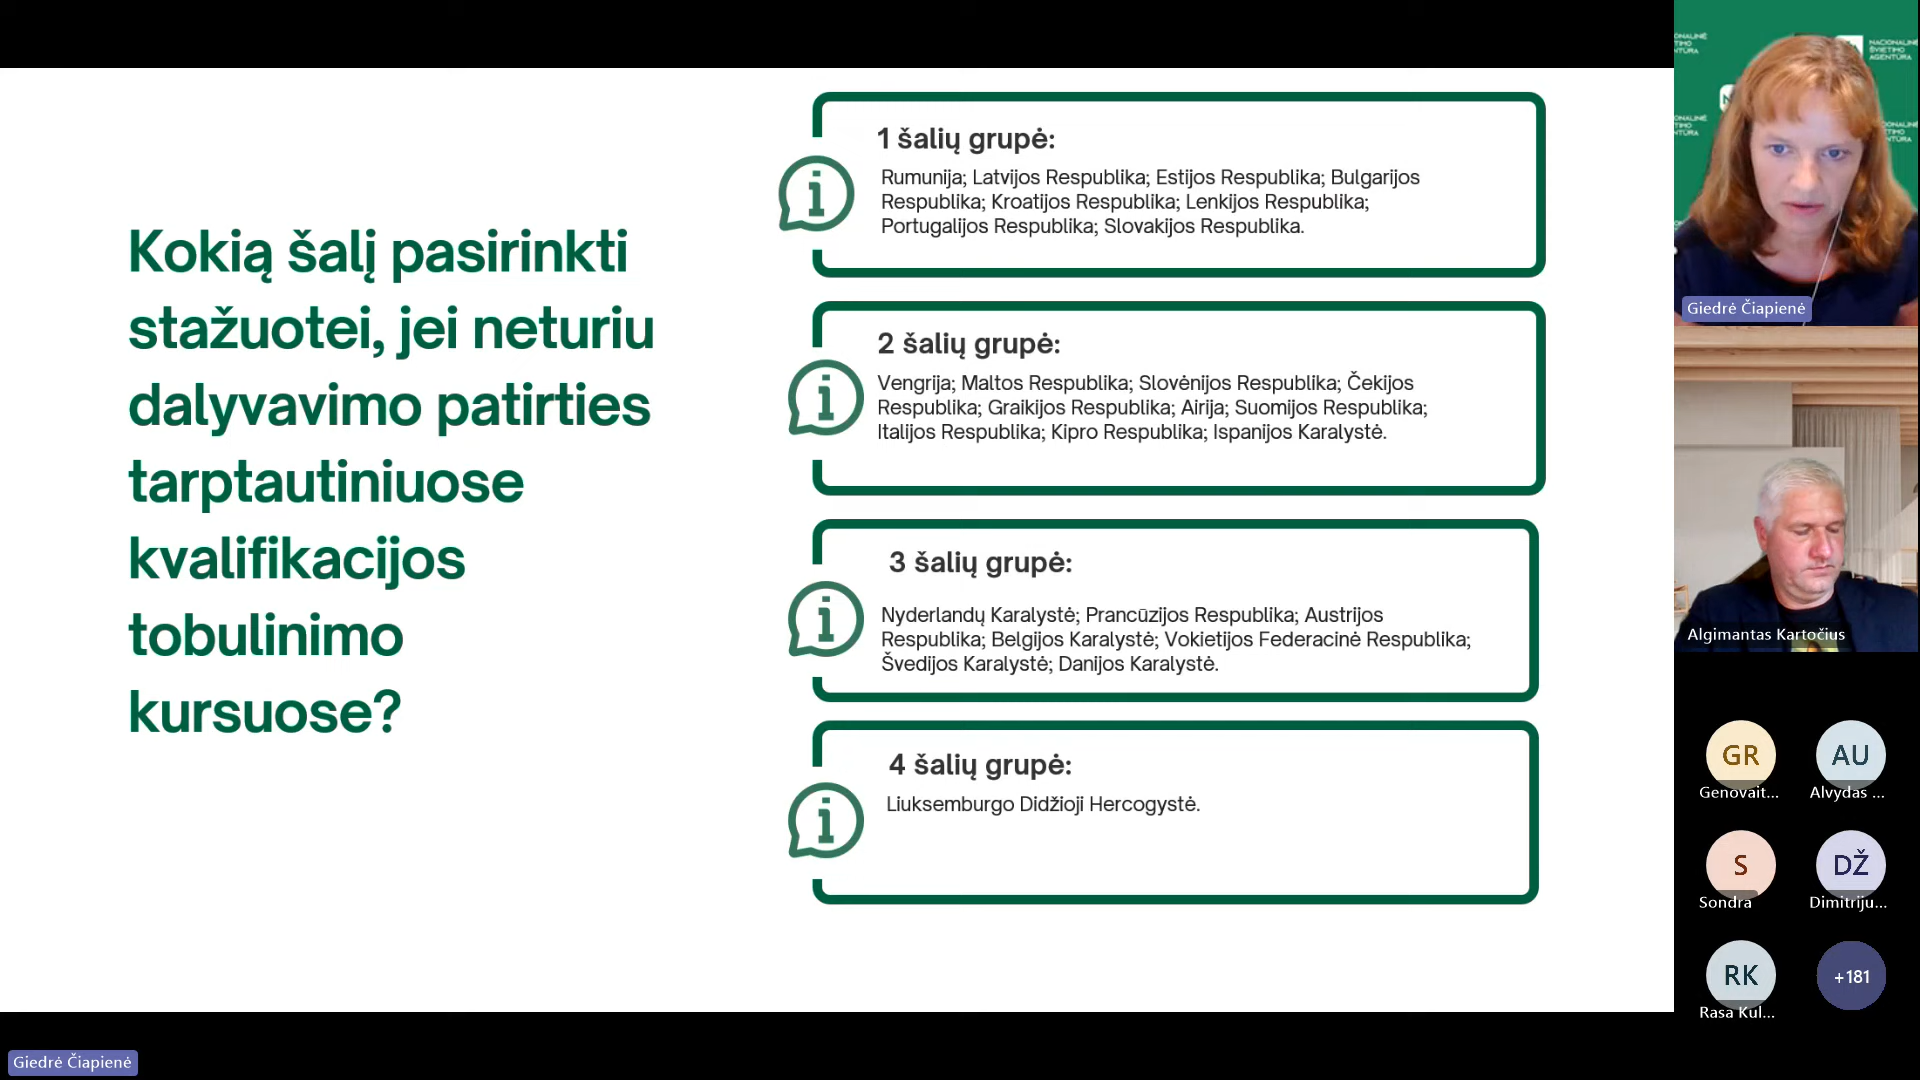 Kokią šalį pasirinkti
stažuotei, jei neturiu
dalyvavimo patirties
tarptautiniuose
kvalifikacijos
tobulinimo
kursuose?
1 šalių grupė:
Rumunija; Latvijos Respublika; Estijos Respublika; Bulgarijos
Respublika; Kroatijos Respublika; Lenkijos Respublika;
Portugalijos Respublika; Slovakijos Respublika.
2 šalių grupė:
Vengrija; Maltos Respublika; Slovėnijos Respublika; Čekijos
Respublika; Graikijos Respublika; Airija; Suomijos Respublika;
Italijos Respublika; Kipro Respublika; Ispanijos Karalystė.
3 šalių grupė:
Nyderlandų Karalystė; Prancūzijos Respublika; Austrijos
Respublika; Belgijos Karalystė; Vokietijos Federacinė Respublika;
Švedijos Karalystė; Danijos Karalystė.
4 šalių grupė:
Liuksemburgo Didžioji Hercogystė.
NACIONALINĖ
ŠVIETIMO
AGENTŪRA
Giedrė Čiapienė
Algimantas Kartočius
GR
Genovait...
AU
Alvydas ...
S
Sondra
DŽ
Dimitriju...
RK
Rasa Kul...
+181
Giedrė Čiapienė